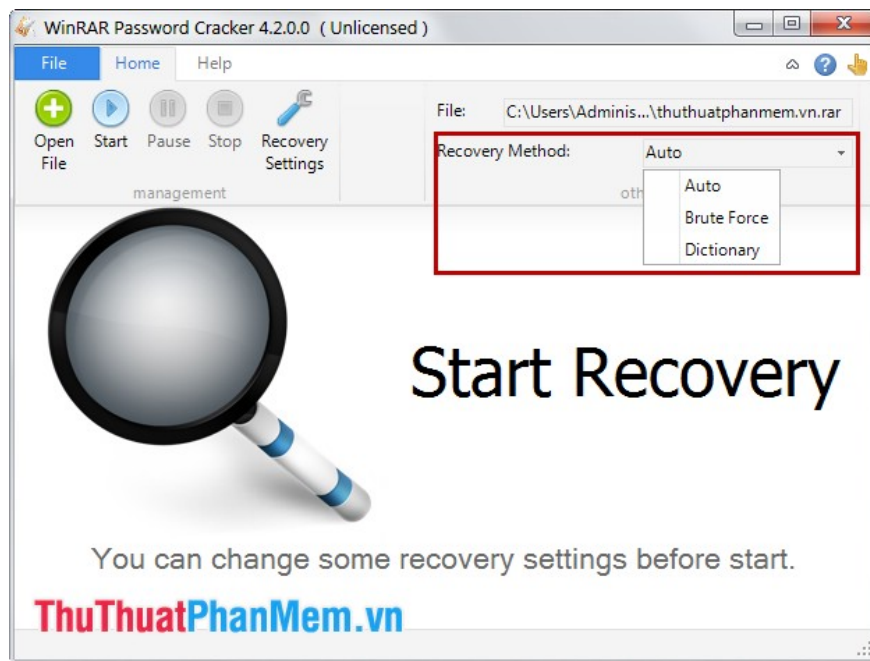 WinRAR Password Cracker 4.2.0.0 ( Unlicensed )
File Home Help
Open File
Start
Pause
Stop
Recovery Settings
management
File: C:\Users\Adminis...\thuthuatphanmem.vn.rar
Recovery Method: Auto
Auto
Brute Force
Dictionary
Start Recovery
You can change some recovery settings before start.
ThuThuatPhanMem.vn